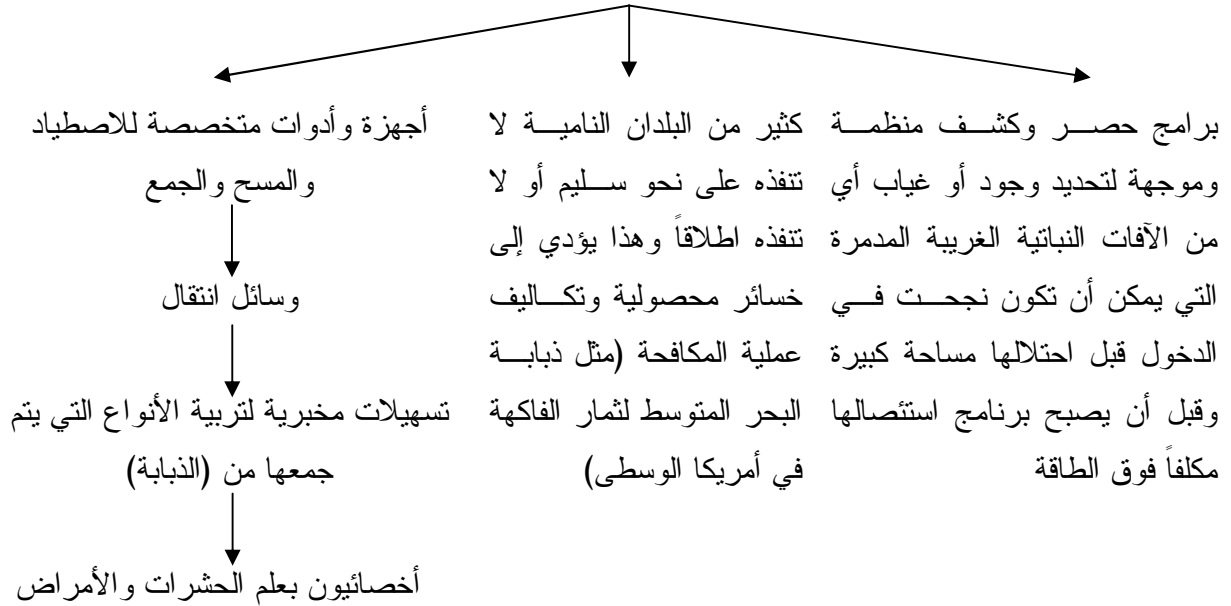 برامج حصر وكشف منظمة
وموجهة لتحديد وجود أو غياب أي
من الآفات النباتية الغريبة المدمرة
التي يمكن أن تكون نجحت في
الدخول قبل احتلالها مساحة كبيرة
وقبل أن يصبح برنامج استئصالها
مكلفاً فوق الطاقة
كثير من البلدان النامية لا
تنفذه على نحو سليم أو لا
تنفذه اطلاقاً وهذا يؤدي إلى
خسائر محصولية وتكاليف
عملية المكافحة (مثل ذبابة
البحر المتوسط لثمار الفاكهة
في أمريكا الوسطى)
أجهزة وأدوات متخصصة للاصطياد
والمسح والجمع
وسائل انتقال
تسهيلات مخبرية لتربية الأنواع التي يتم
جمعها من (الذبابة)
أخصائيون بعلم الحشرات والأمراض